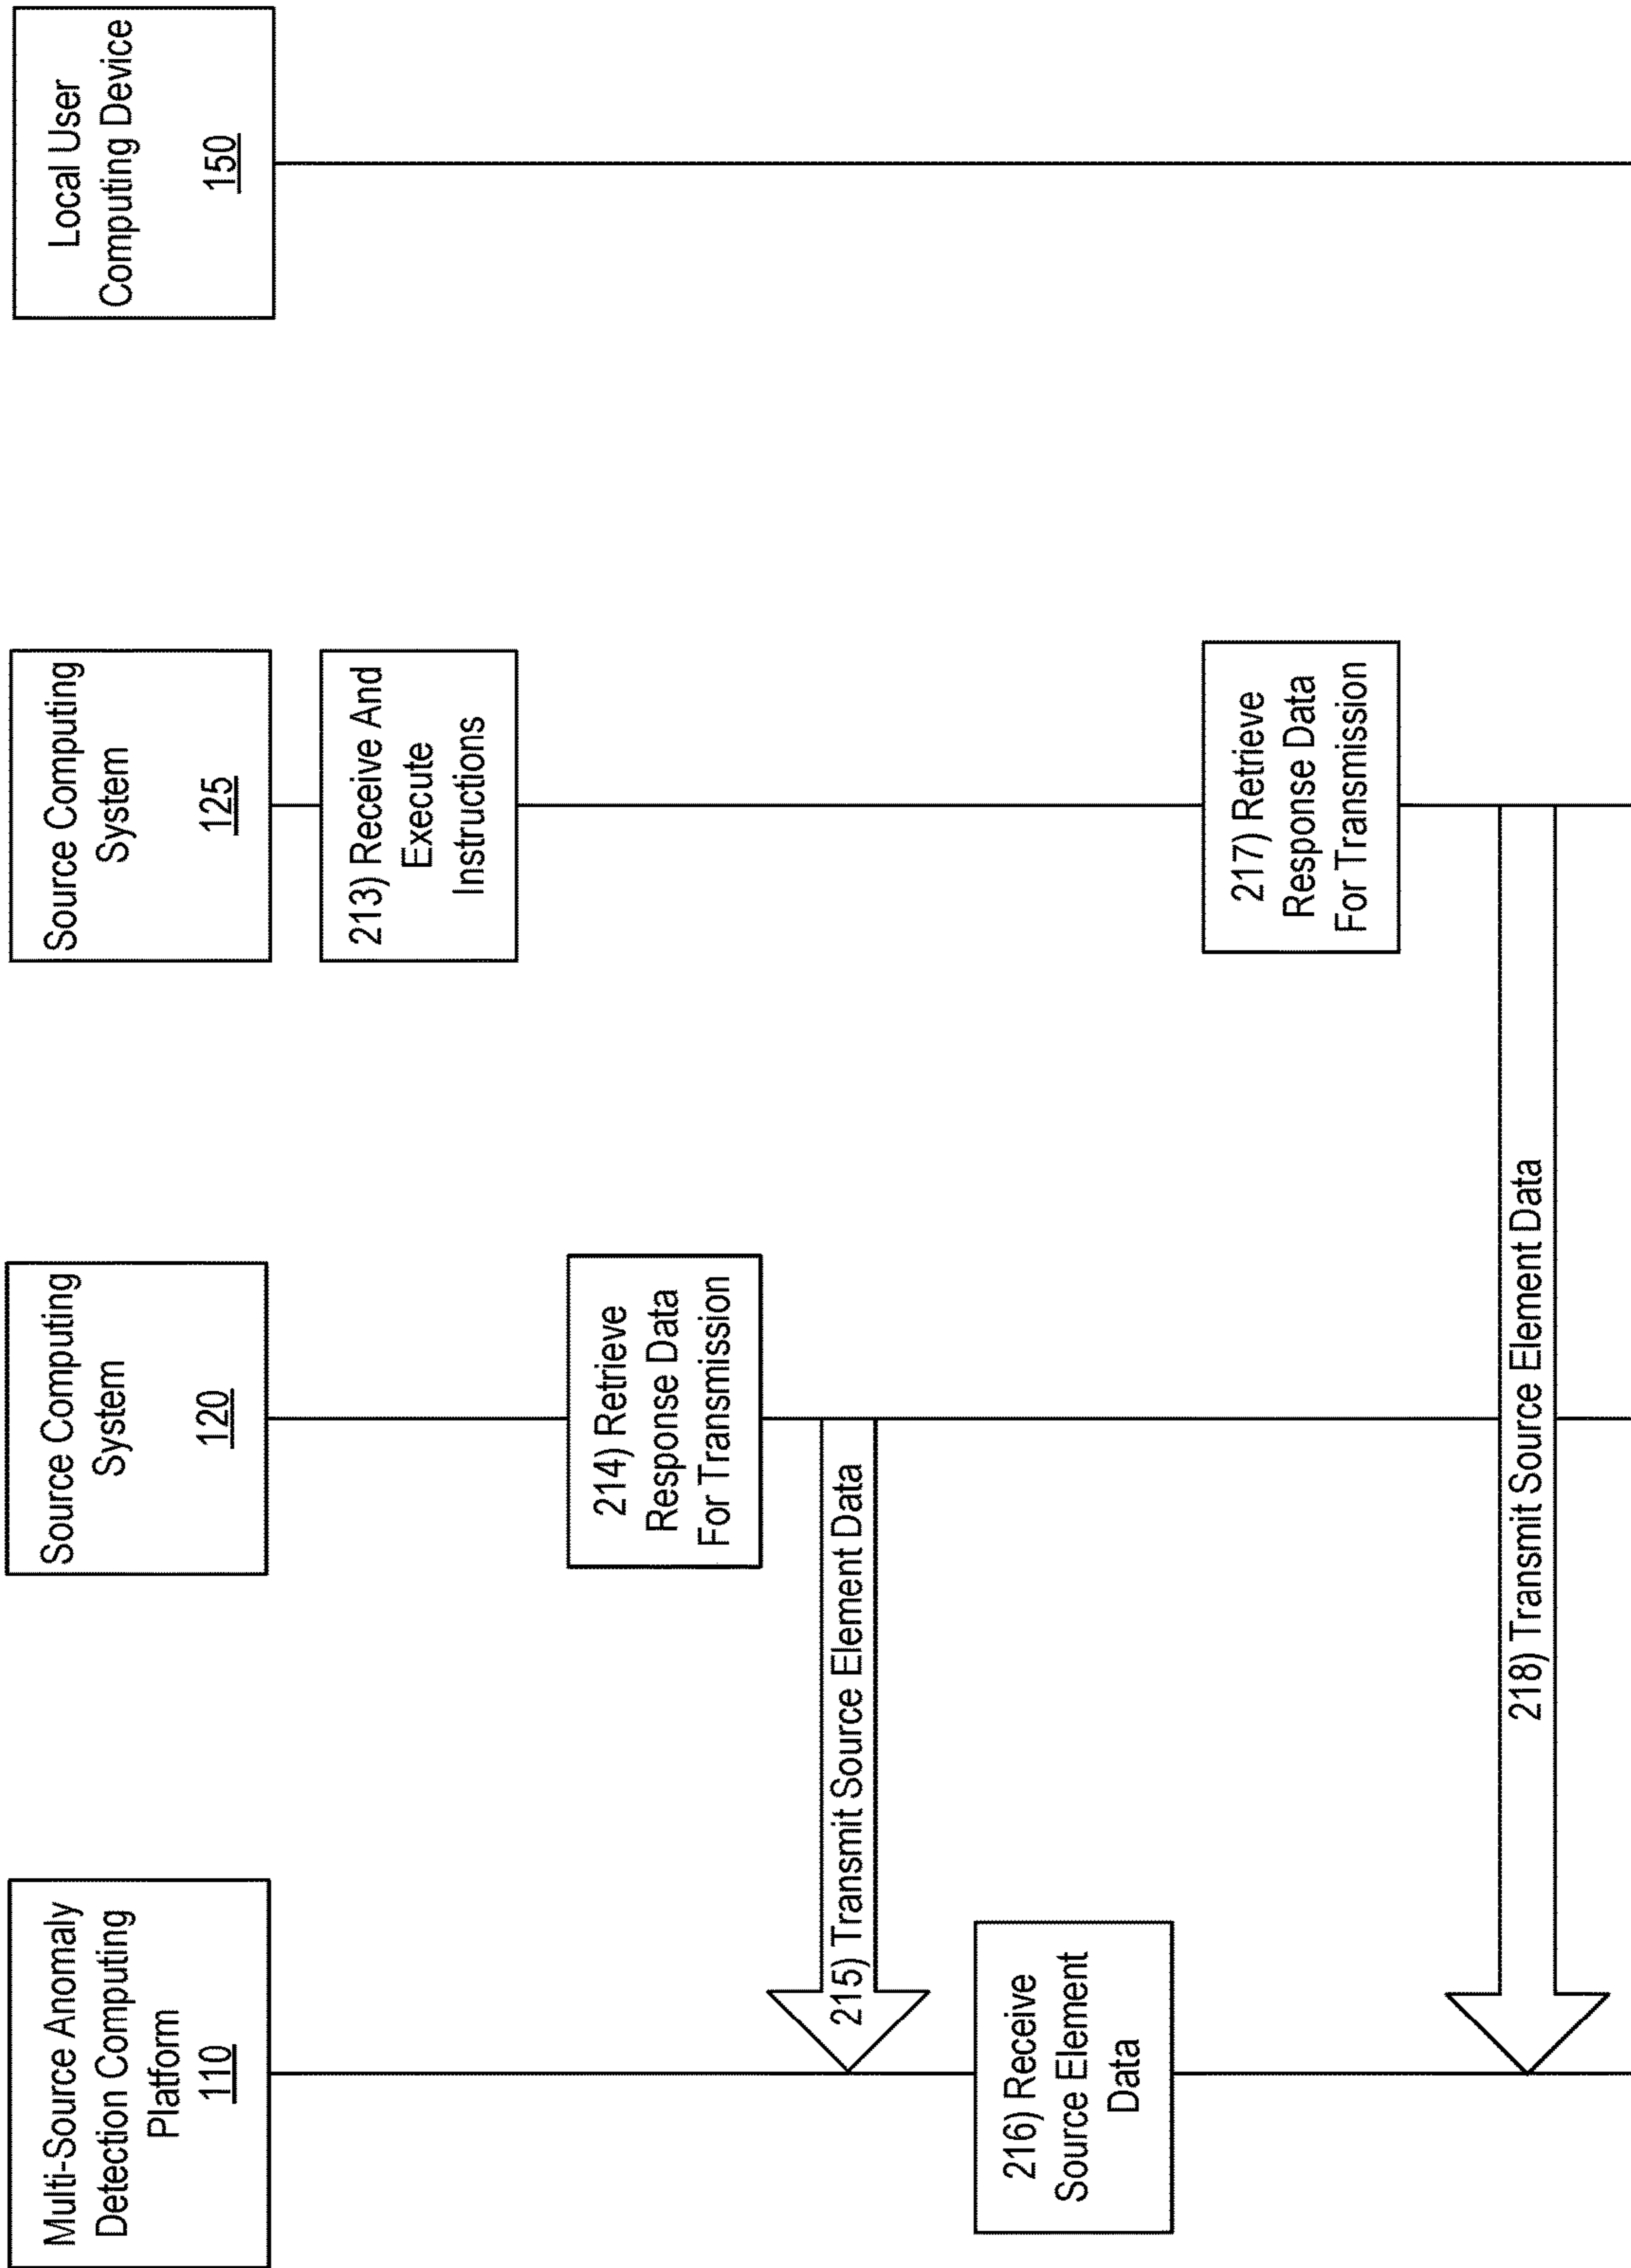 Multi-Source Anomaly
Detection Computing
Platform
110
Source Computing
System
120
Source Computing
System
125
Local User
Computing Device
150
213) Receive And
Execute
Instructions
214) Retrieve
Response Data
For Transmission
215) Transmit Source Element Data
216) Receive
Source Element
Data
217) Retrieve
Response Data
For Transmission
218) Transmit Source Element Data